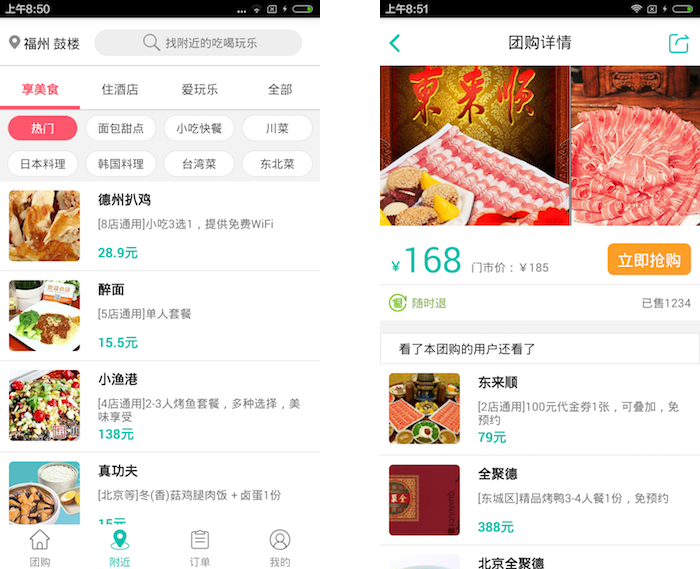 上午8:50
福州 鼓楼
找附近的吃喝玩乐
享美食
住酒店
爱玩乐
全部
热门
面包甜点
小吃快餐
川菜
日本料理
韩国料理
台湾菜
东北菜
德州扒鸡
[8店通用]小吃3选1，提供免费WiFi
28.9元
醉面
[5店通用]单人套餐
15.5元
小渔港
[4店通用]2-3人烤鱼套餐，多种选择，美
味享受
138元
真功夫
[北京等]冬(香)菇鸡腿肉饭 + 卤蛋1份
15元
团购
附近
订单
我的
上午8:51
团购详情
東来順
¥168
门市价：¥185
立即抢购
随时退
已售1234
看了本团购的用户还看了
东来顺
[2店通用]100元代金券1张，可叠加，免
预约
79元
全聚德
[东城区]精品烤鸭3-4人餐1份，免预约
388元
北京全聚德